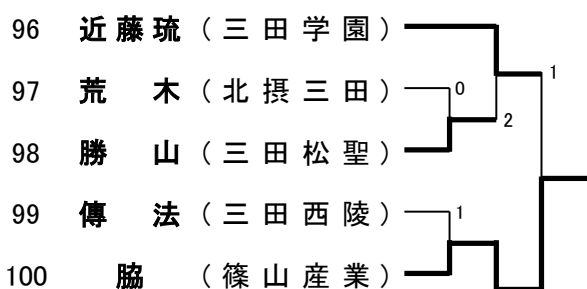 96 近藤琉 (三田学園) 1
97 荒木 (北摂三田) 0
98 勝山 (三田松聖) 2
99 傳法 (三田西陵) 1
100 脇 (篠山産業)